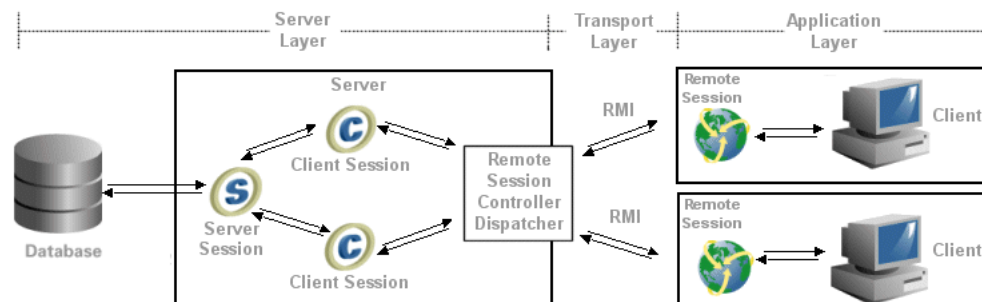 Server
Layer
Transport
Layer
Application
Layer
Server
C
Client Session
S
Server
Session
C
Client Session
Database
Remote
Session
Controller
Dispatcher
RMI
RMI
Remote
Session
Client
Remote
Session
Client